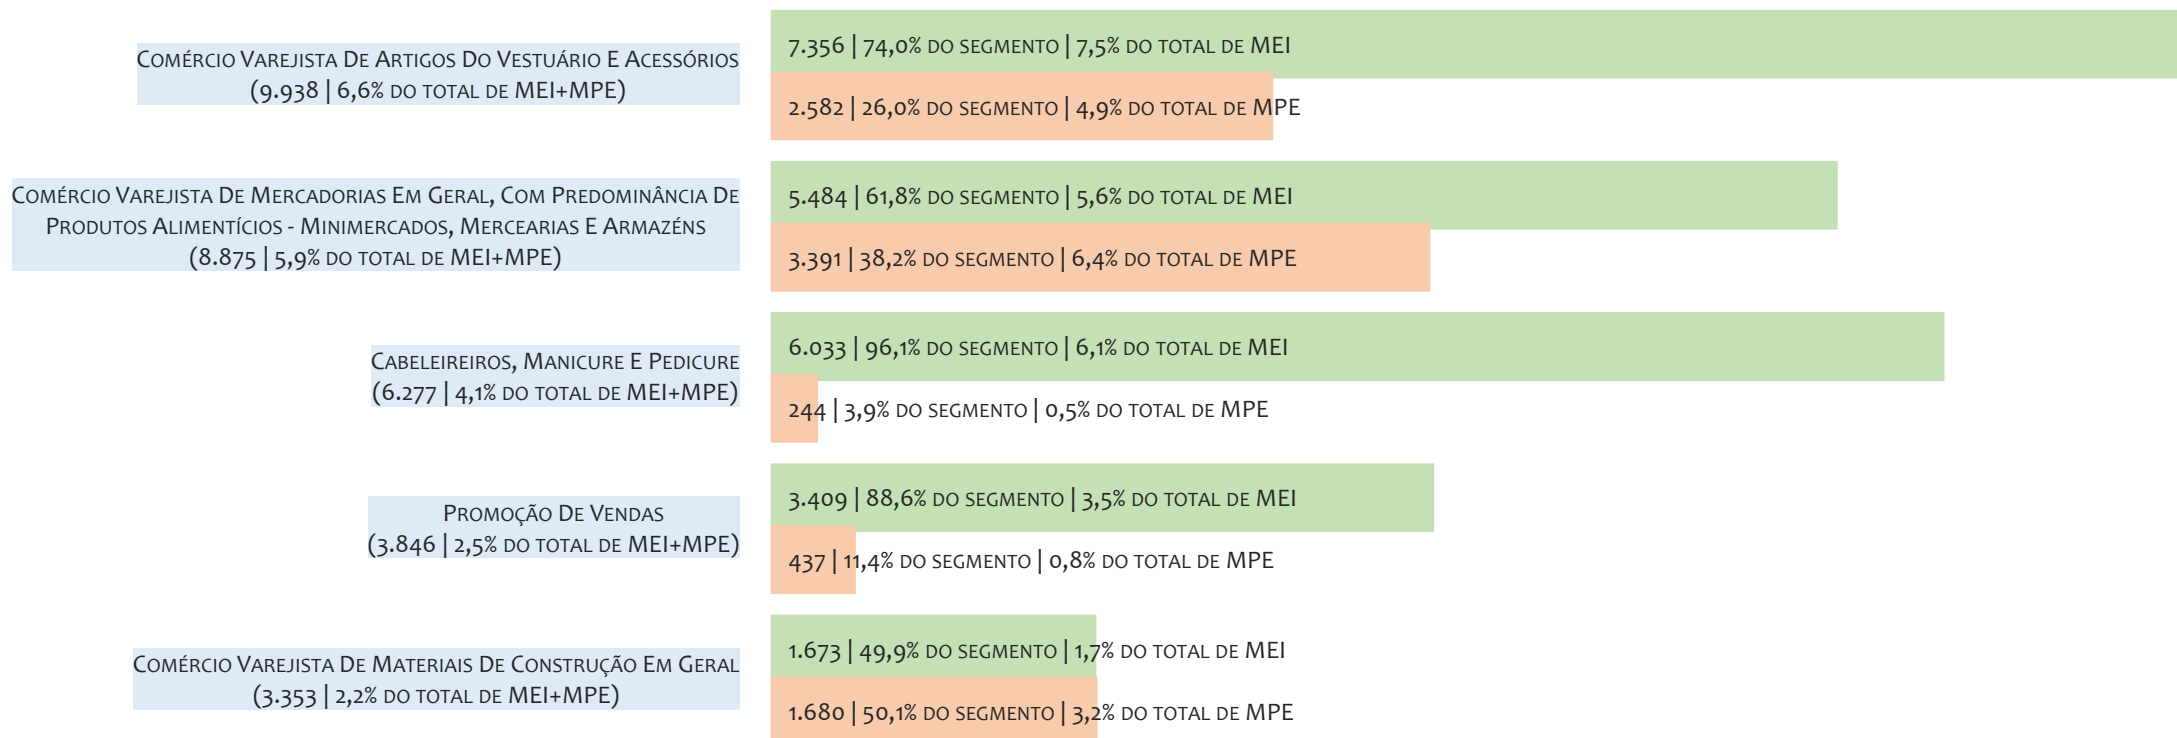 Comércio Varejista De Artigos Do Vestuário E Acessórios
(9.938 | 6,6% do total de MEI+MPE)
7.356 | 74,0% do segmento | 7,5% do total de MEI
2.582 | 26,0% do segmento | 4,9% do total de MPE
Comércio Varejista De Mercadorias Em Geral, Com Predominância De
Produtos Alimentícios - Minimercados, Mercearias E Armazéns
(8.875 | 5,9% do total de MEI+MPE)
5.484 | 61,8% do segmento | 5,6% do total de MEI
3.391 | 38,2% do segmento | 6,4% do total de MPE
Cabeleireiros, Manicure E Pedicure
(6.277 | 4,1% do total de MEI+MPE)
6.033 | 96,1% do segmento | 6,1% do total de MEI
244 | 3,9% do segmento | 0,5% do total de MPE
Promoção De Vendas
(3.846 | 2,5% do total de MEI+MPE)
3.409 | 88,6% do segmento | 3,5% do total de MEI
437 | 11,4% do segmento | 0,8% do total de MPE
Comércio Varejista De Materiais De Construção Em Geral
(3.353 | 2,2% do total de MEI+MPE)
1.673 | 49,9% do segmento | 1,7% do total de MEI
1.680 | 50,1% do segmento | 3,2% do total de MPE